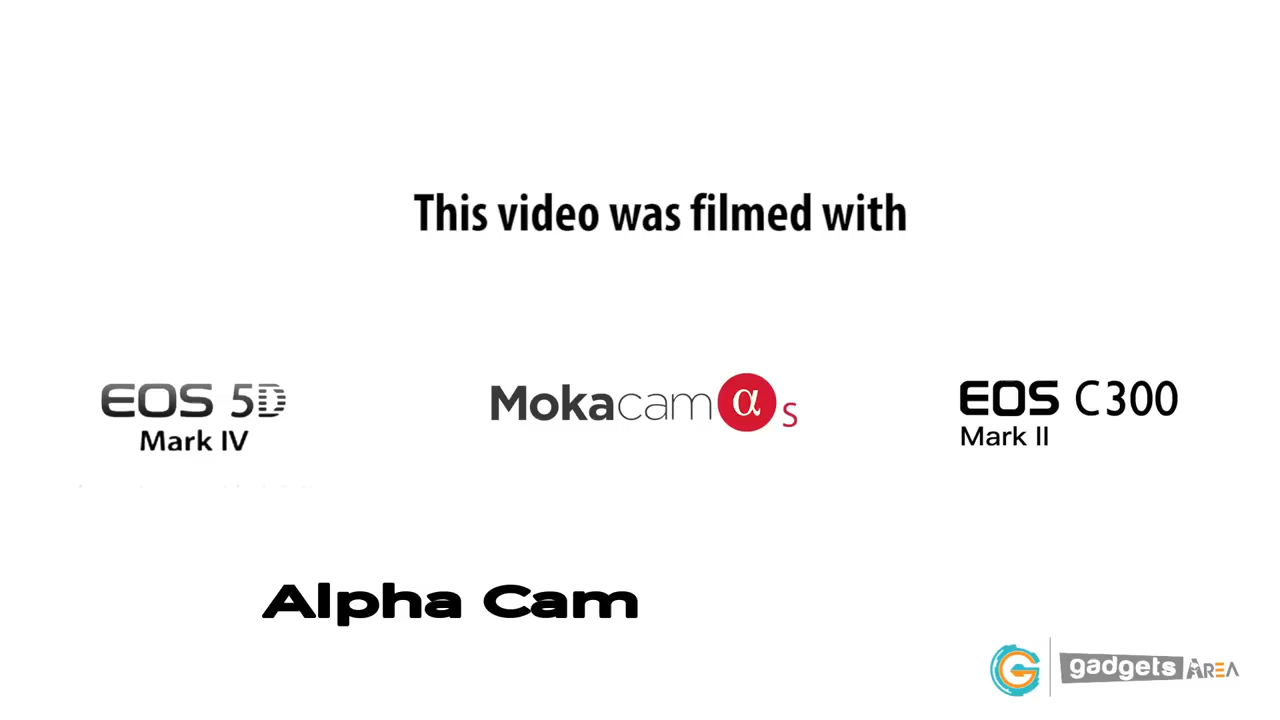 This video was filmed with
EOS 5D
Mark IV
Mokacam α s
EOS C300
Mark II
Alpha Cam
G gadgets AREA